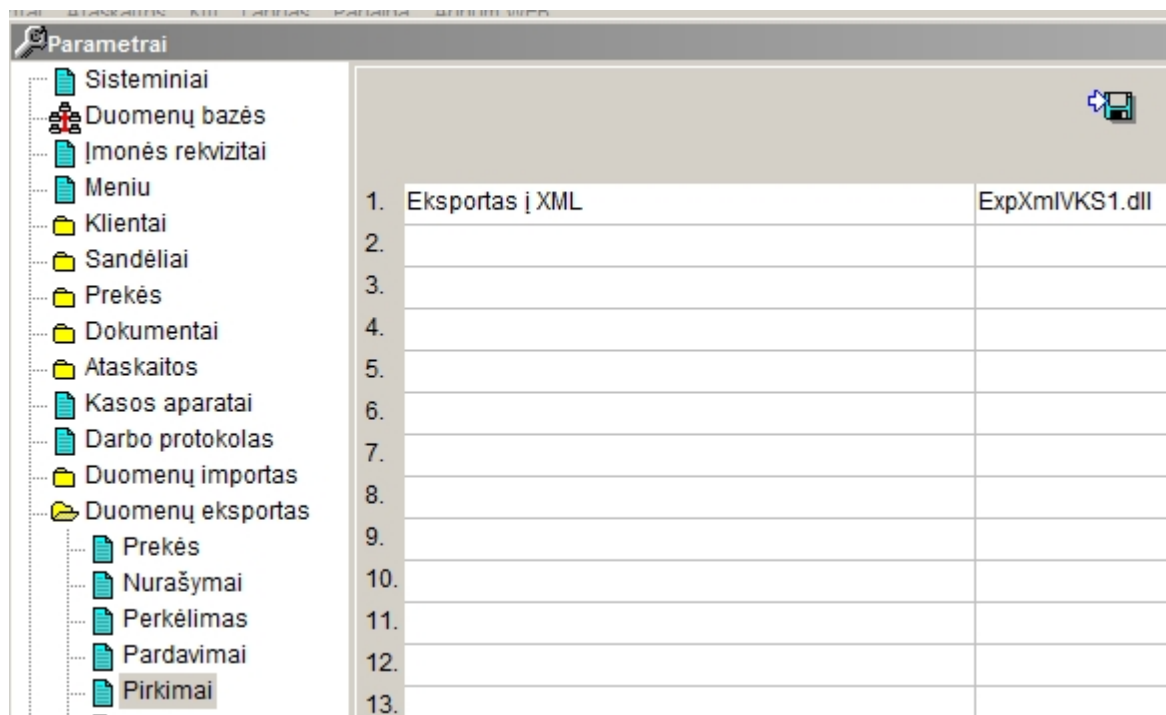 Parametrai
Sisteminiai
Duomenų bazės
Įmonės rekvizitai
Meniu
Klientai
Sandėliai
Prekės
Dokumentai
Ataskaitos
Kasos aparatai
Darbo protokolas
Duomenų importas
Duomenų eksportas
Prekės
Nurašymai
Perkėlimas
Pardavimai
Pirkimai
1. Eksportas į XML ExpXmlVKS1.dll
2.
3.
4.
5.
6.
7.
8.
9.
10.
11.
12.
13.